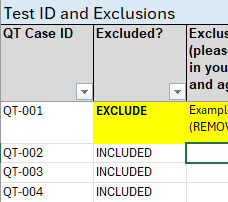 Test ID and Exclusions
QT Case ID Excluded? Exclus
(pleas
in you
and ag
QT-001 EXCLUDE Exampl
(REMOV
QT-002 INCLUDED
QT-003 INCLUDED
QT-004 INCLUDED